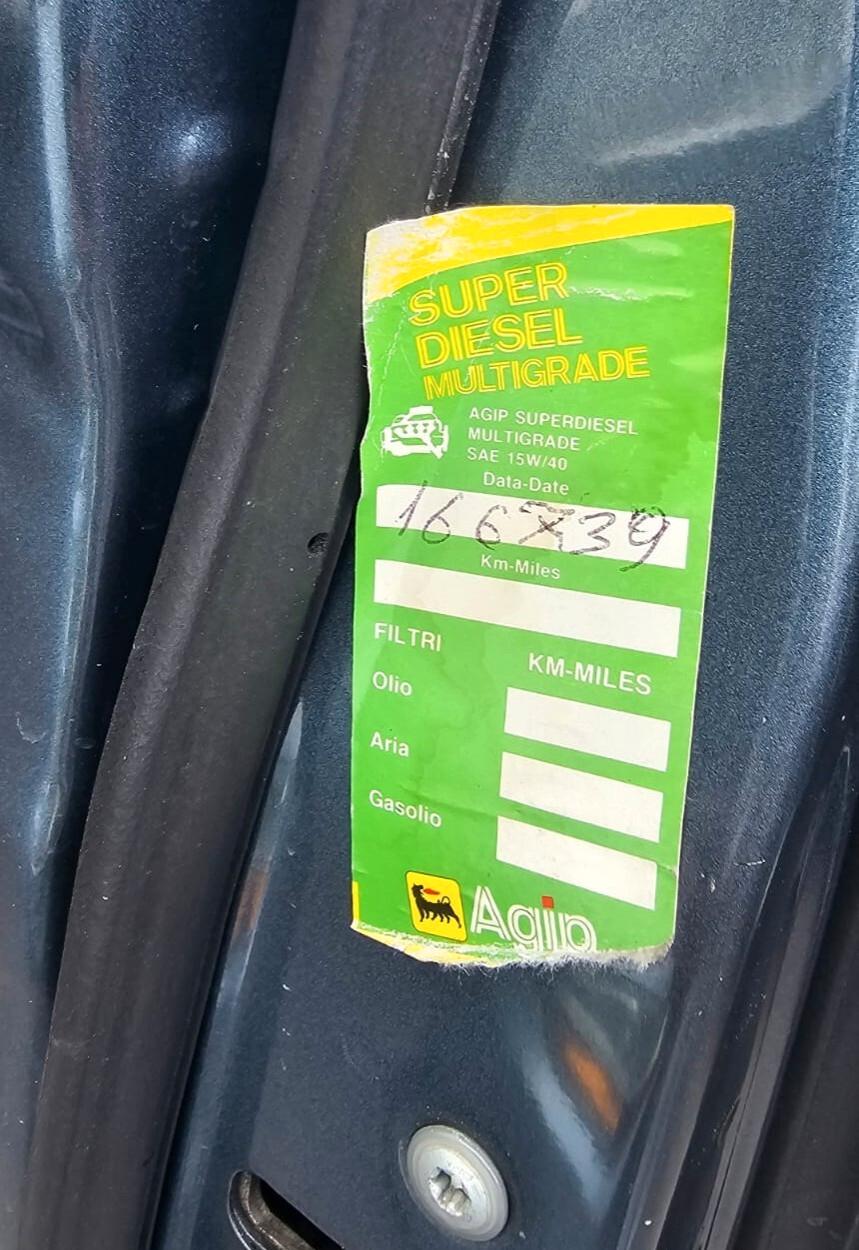 SUPER
DIESEL
MULTIGRADE
AGIP SUPERDIESEL
MULTIGRADE
SAE 15W/40
Data-Date
166739
Km-Miles
FILTRI
KM-MILES
Olio
Aria
Gasolio
Agip